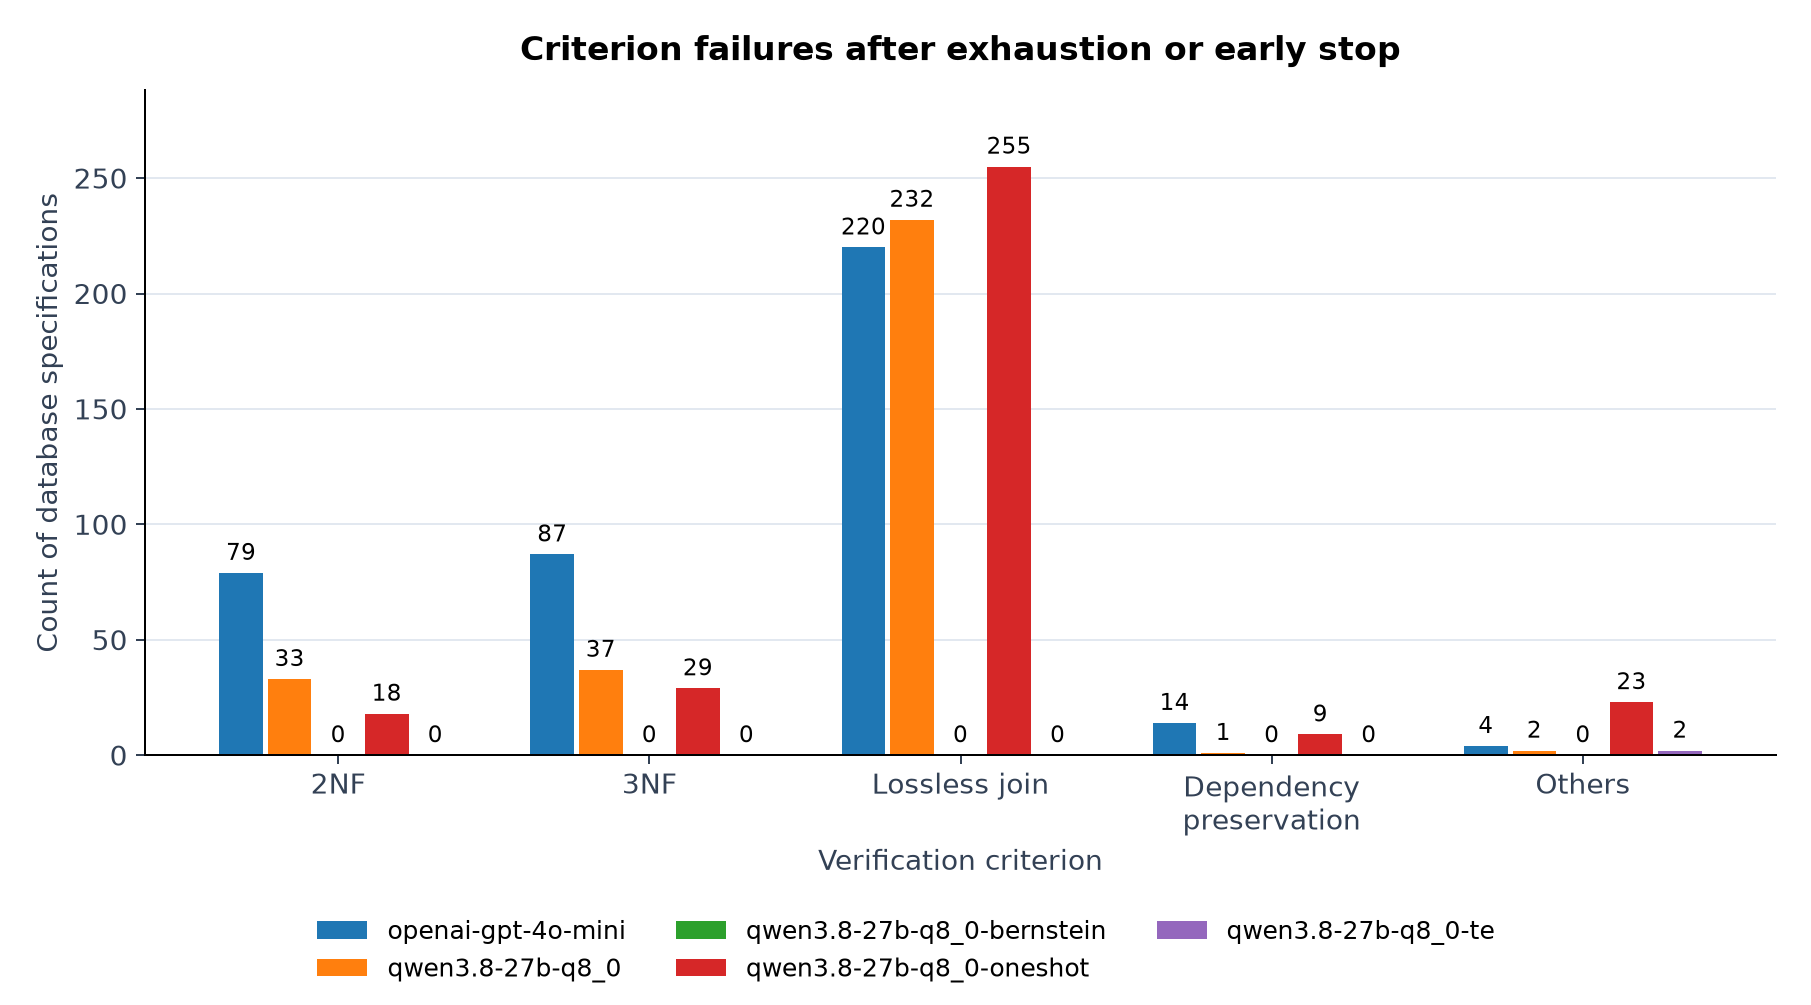 Criterion failures after exhaustion or early stop
Count of database specifications
250
200
150
100
50
0
79
33
0
18
0
87
37
0
29
0
220
232
0
255
0
14
1
0
9
0
4
2
0
23
2
2NF
3NF
Lossless join
Dependency
preservation
Others
Verification criterion
openai-gpt-4o-mini
qwen3.8-27b-q8_0
qwen3.8-27b-q8_0-bernstein
qwen3.8-27b-q8_0-oneshot
qwen3.8-27b-q8_0-te